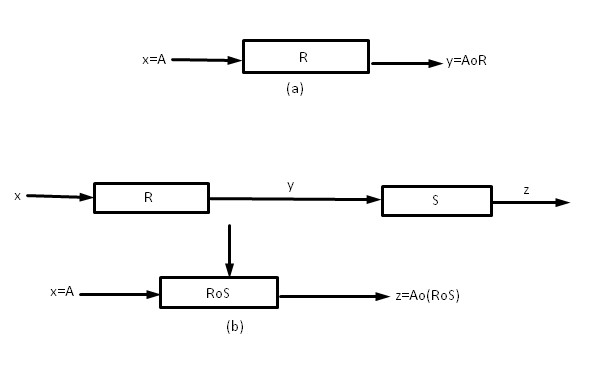 x=A R y=AoR
(a)
x R y S z
x=A RoS z=Ao(RoS)
(b)